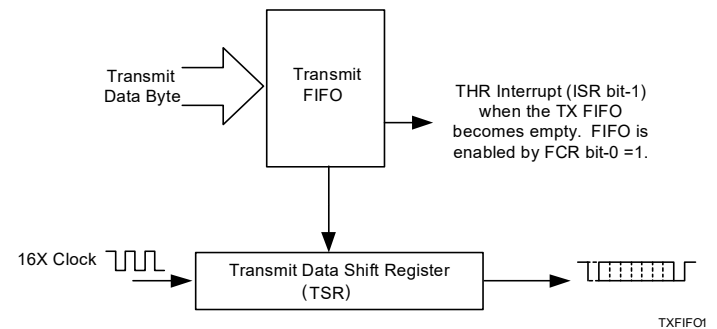 Transmit
Data Byte
Transmit
FIFO
THR Interrupt (ISR bit-1)
when the TX FIFO
becomes empty.  FIFO is
enabled by FCR bit-0 =1.
16X Clock
Transmit Data Shift Register
(TSR)
TXFIFO1